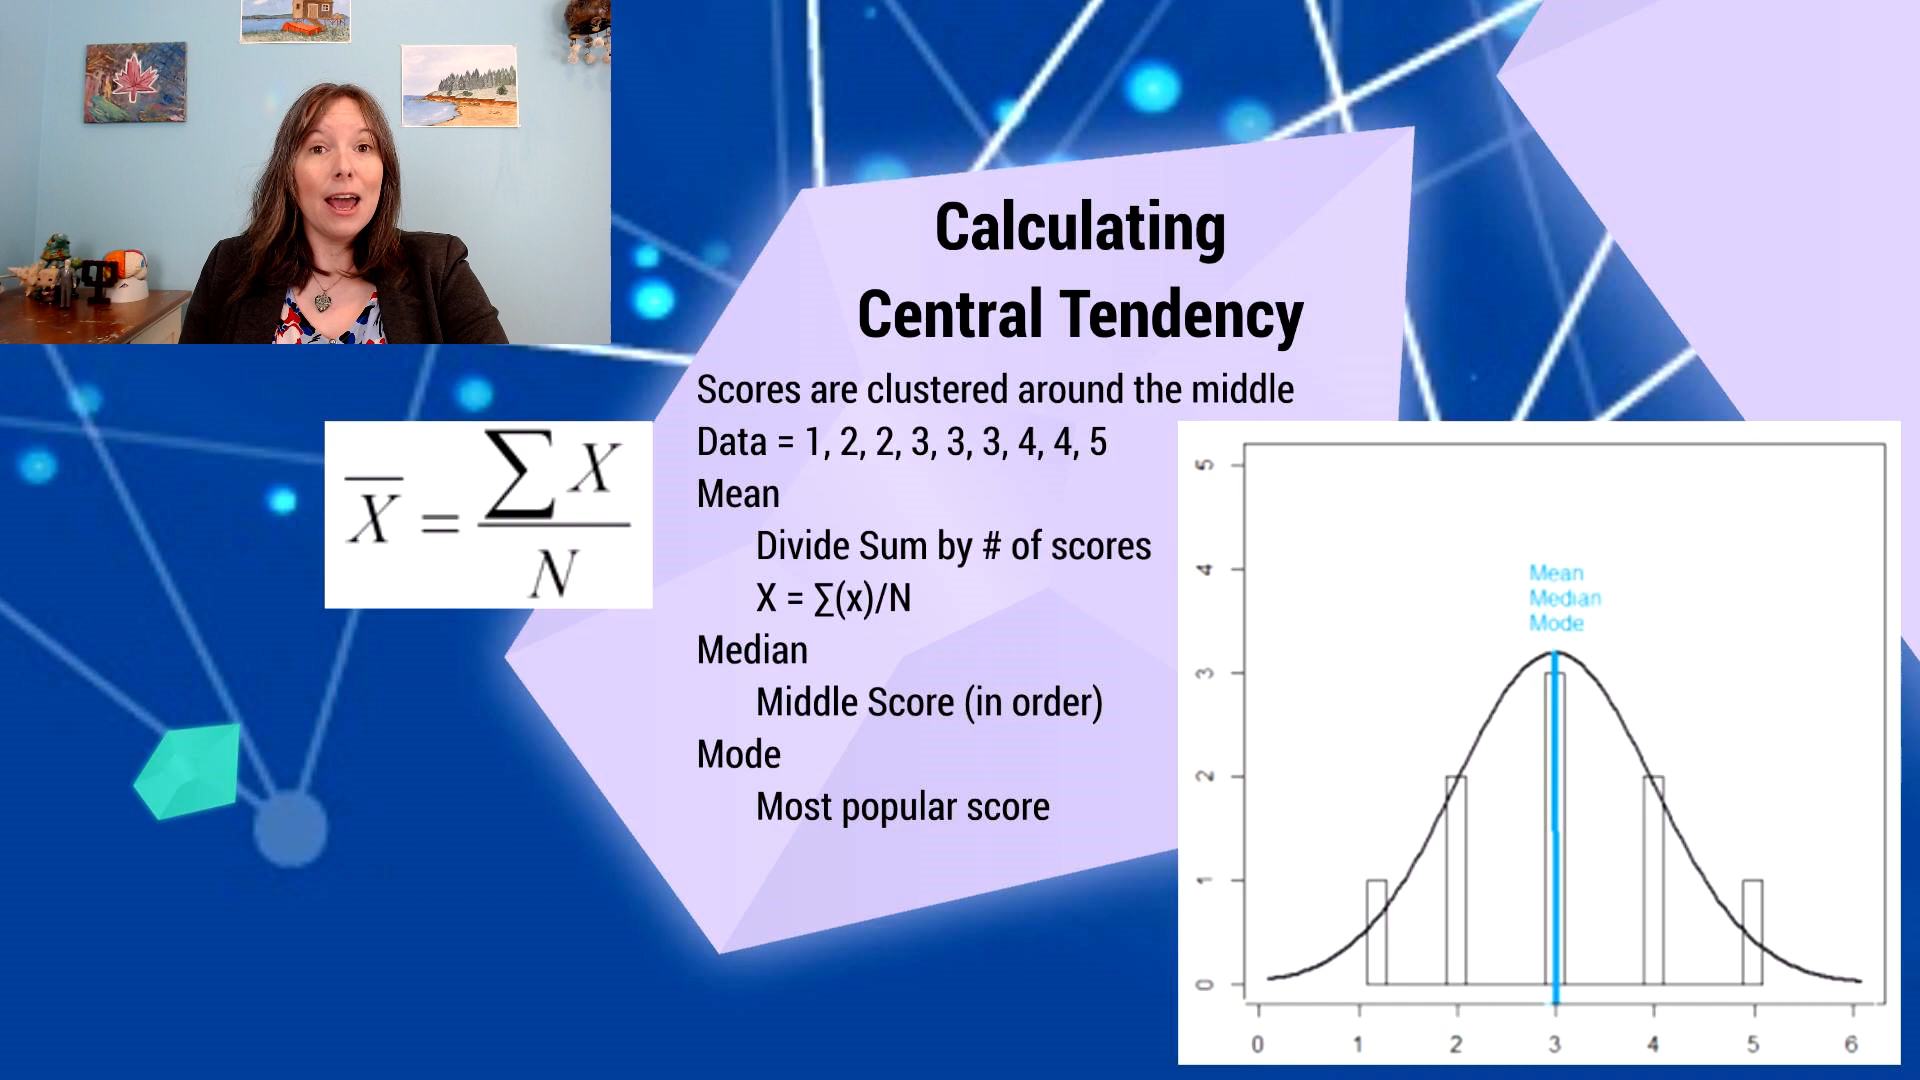 Calculating
Central Tendency
Scores are clustered around the middle
Data = 1, 2, 2, 3, 3, 3, 4, 4, 5
Mean
Divide Sum by # of scores
X = ∑(x)/N
Median
Middle Score (in order)
Mode
Most popular score
X̅ = ∑X / N
5
4
3
2
1
0
Mean
Median
Mode
0 1 2 3 4 5 6